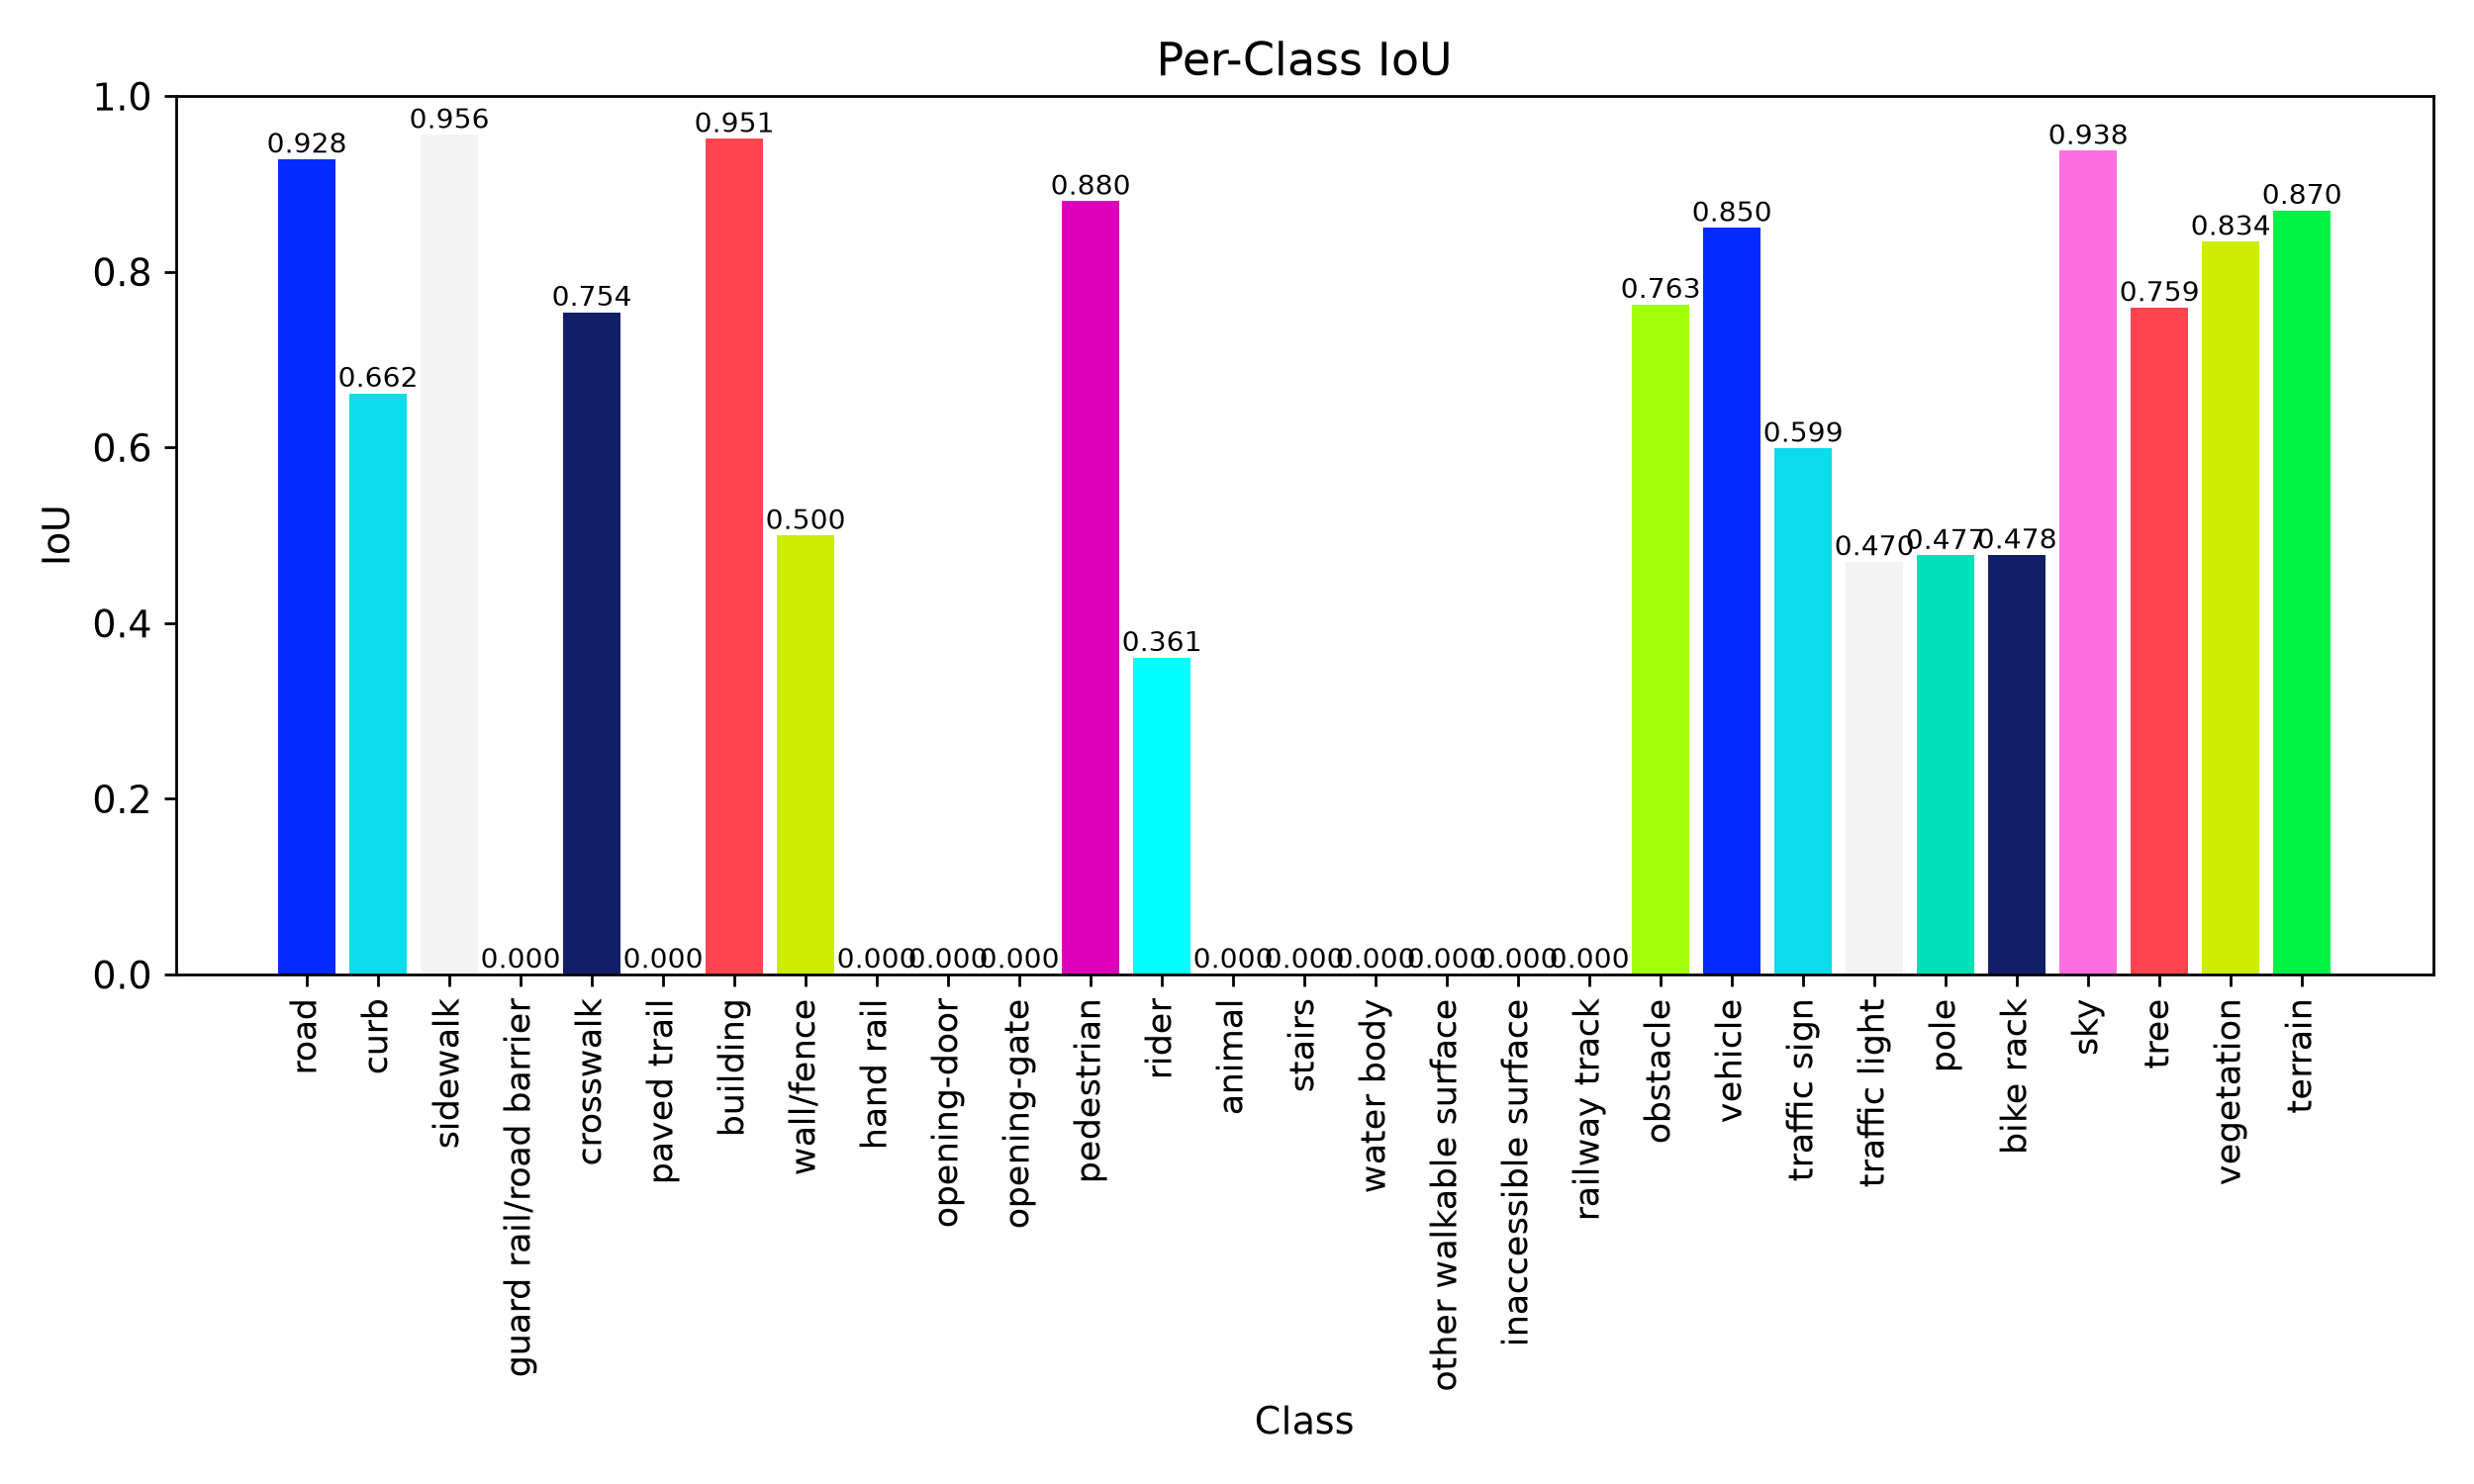 Per-Class IoU
1.0
0.8
0.6
0.4
0.2
0.0
IoU
0.928
0.662
0.956
0.000
0.754
0.000
0.951
0.500
0.000
0.000
0.000
0.880
0.361
0.000
0.000
0.000
0.000
0.000
0.000
0.763
0.850
0.599
0.470
0.477
0.478
0.938
0.759
0.834
0.870
road
curb
sidewalk
guard rail/road barrier
crosswalk
paved trail
building
wall/fence
hand rail
opening-door
opening-gate
pedestrian
rider
animal
stairs
water body
other walkable surface
inaccessible surface
railway track
obstacle
vehicle
traffic sign
traffic light
pole
bike rack
sky
tree
vegetation
terrain
Class